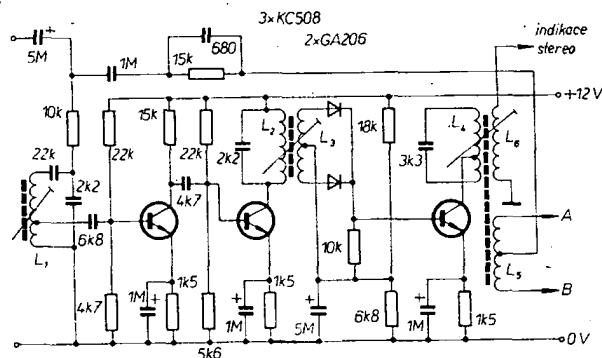 3×KC508
2×GA206
indikace
stereo
5M
+
1M
680
15k
+12V
10k
22k
15k
22k
L2
2k2
L3
18k
L4
3k3
L6
22k
2k2
4k7
6k8
L1
A
10k
L5
B
4k7
1M
+
1k5
5k6
1M
+
1k5
+
5M
6k8
1M
+
1k5
0V